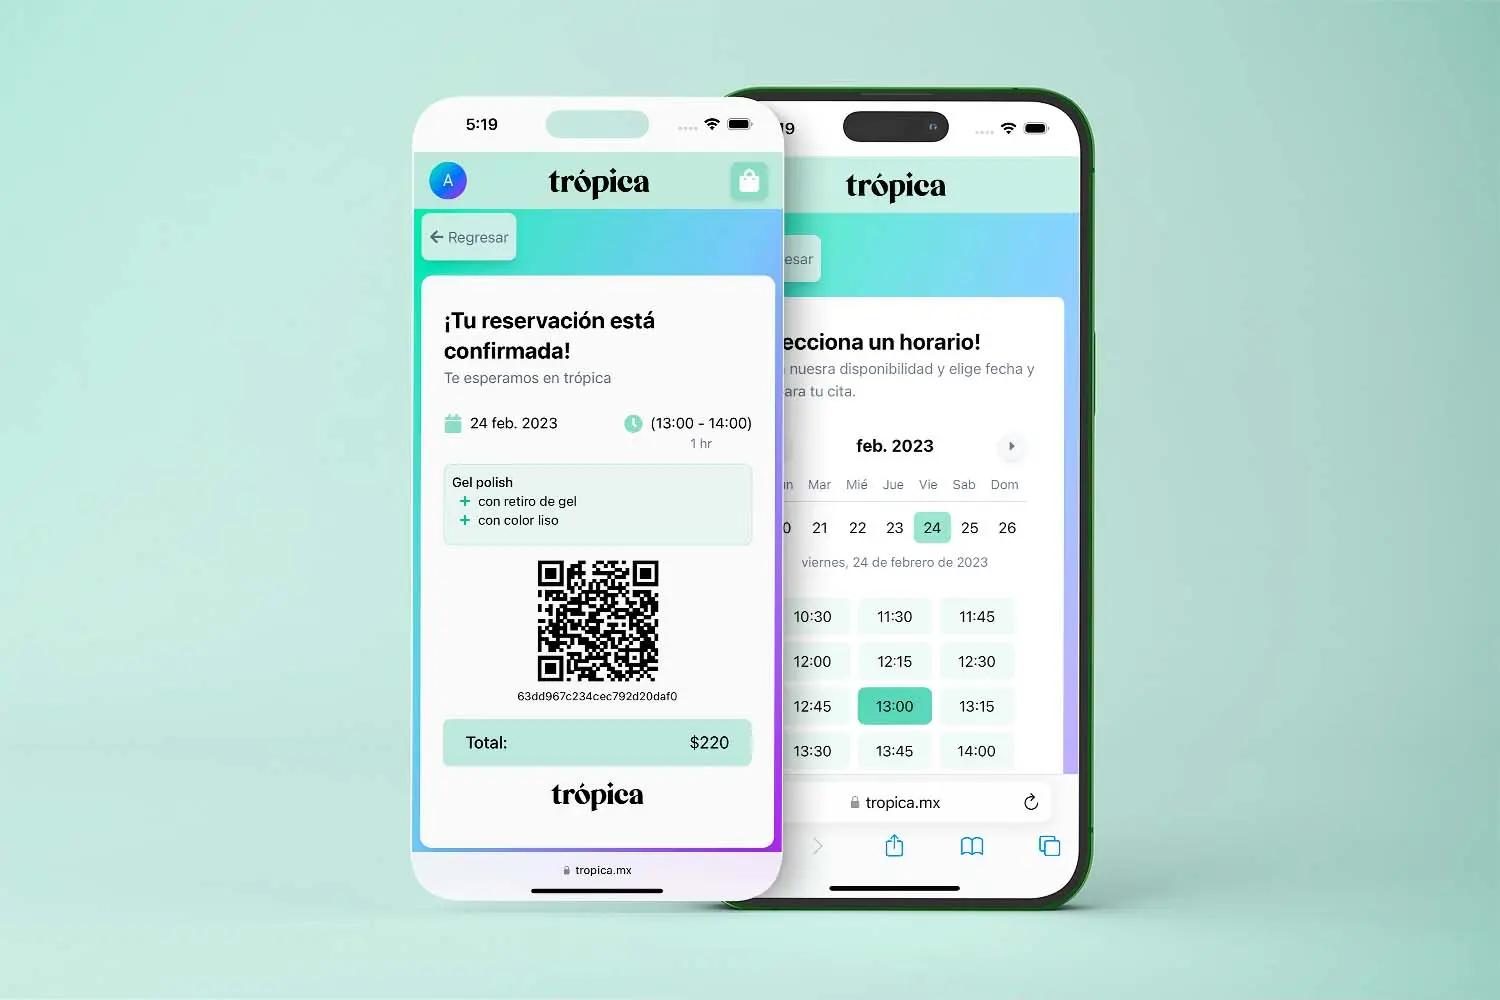 5:19
A
trópica
Regresar
¡Tu reservación está
confirmada!
Te esperamos en trópica
24 feb. 2023
(13:00 - 14:00)
1 hr
Gel polish
+ con retiro de gel
+ con color liso
63dd967c234cec792d20daf0
Total: $220
trópica
tropica.mx
19
trópica
esar
ecciona un horario!
nuesra disponibilidad y elige fecha y
ara tu cita.
feb. 2023
un Mar Mié Jue Vie Sab Dom
0 21 22 23 24 25 26
viernes, 24 de febrero de 2023
10:30 11:30 11:45
12:00 12:15 12:30
12:45 13:00 13:15
13:30 13:45 14:00
tropica.mx